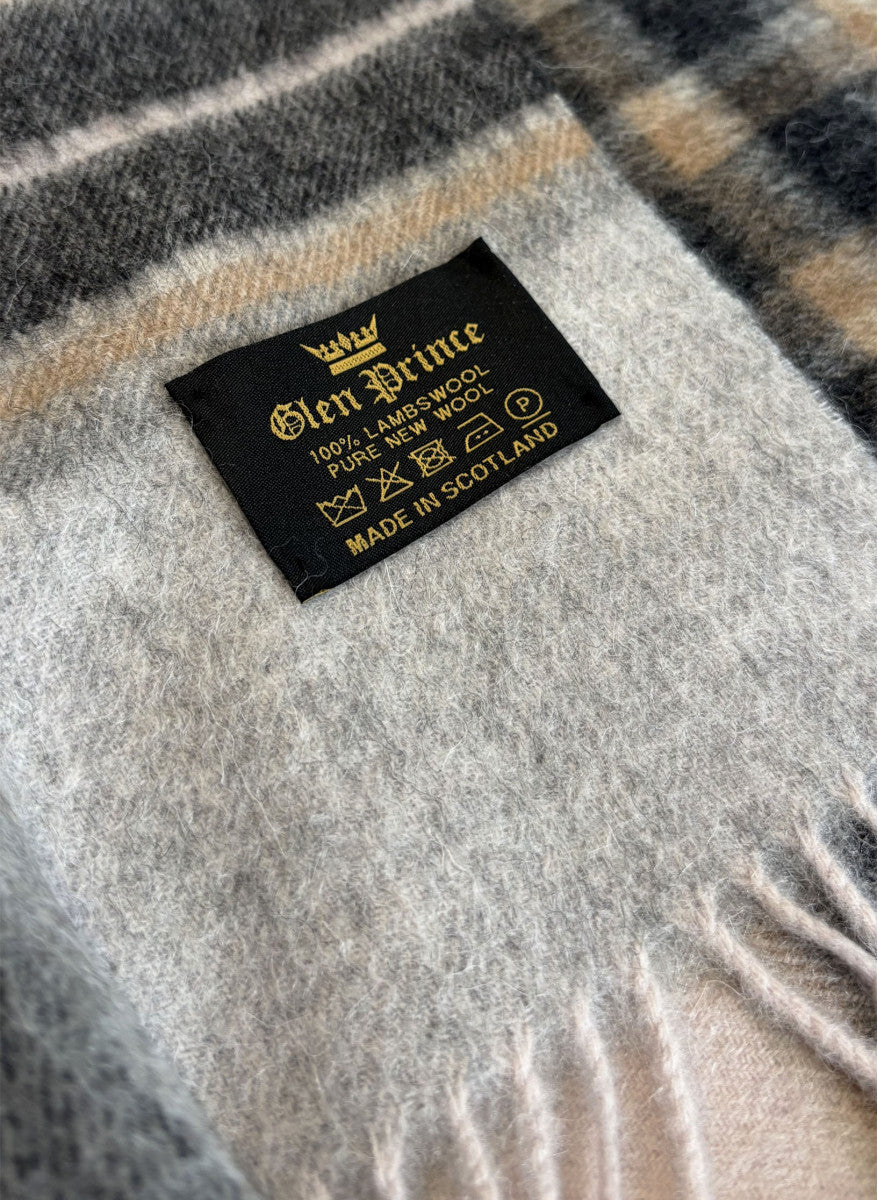 Glen Prince
100% LAMBSWOOL
PURE NEW WOOL
P
MADE IN SCOTLAND